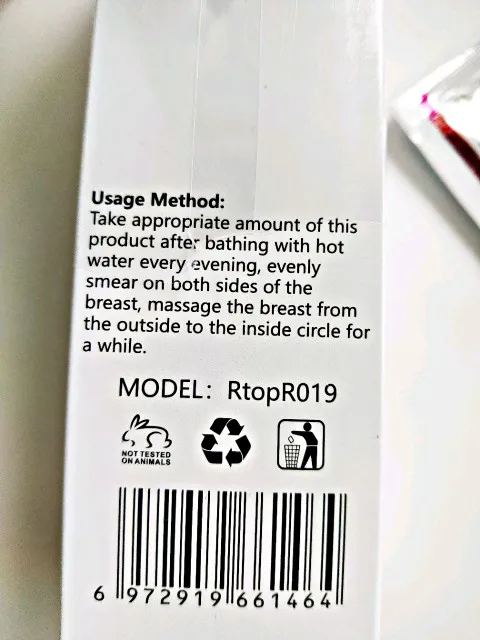 Usage Method:
Take appropriate amount of this
product after bathing with hot
water every evening, evenly
smear on both sides of the
breast, massage the breast from
the outside to the inside circle for
a while.
MODEL: RtopR019
NOT TESTED
ON ANIMALS
6 972919 661464